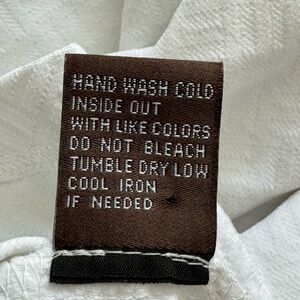 HAND WASH COLD
INSIDE OUT
WITH LIKE COLORS
DO NOT BLEACH
TUMBLE DRY LOW
COOL IRON
IF NEEDED